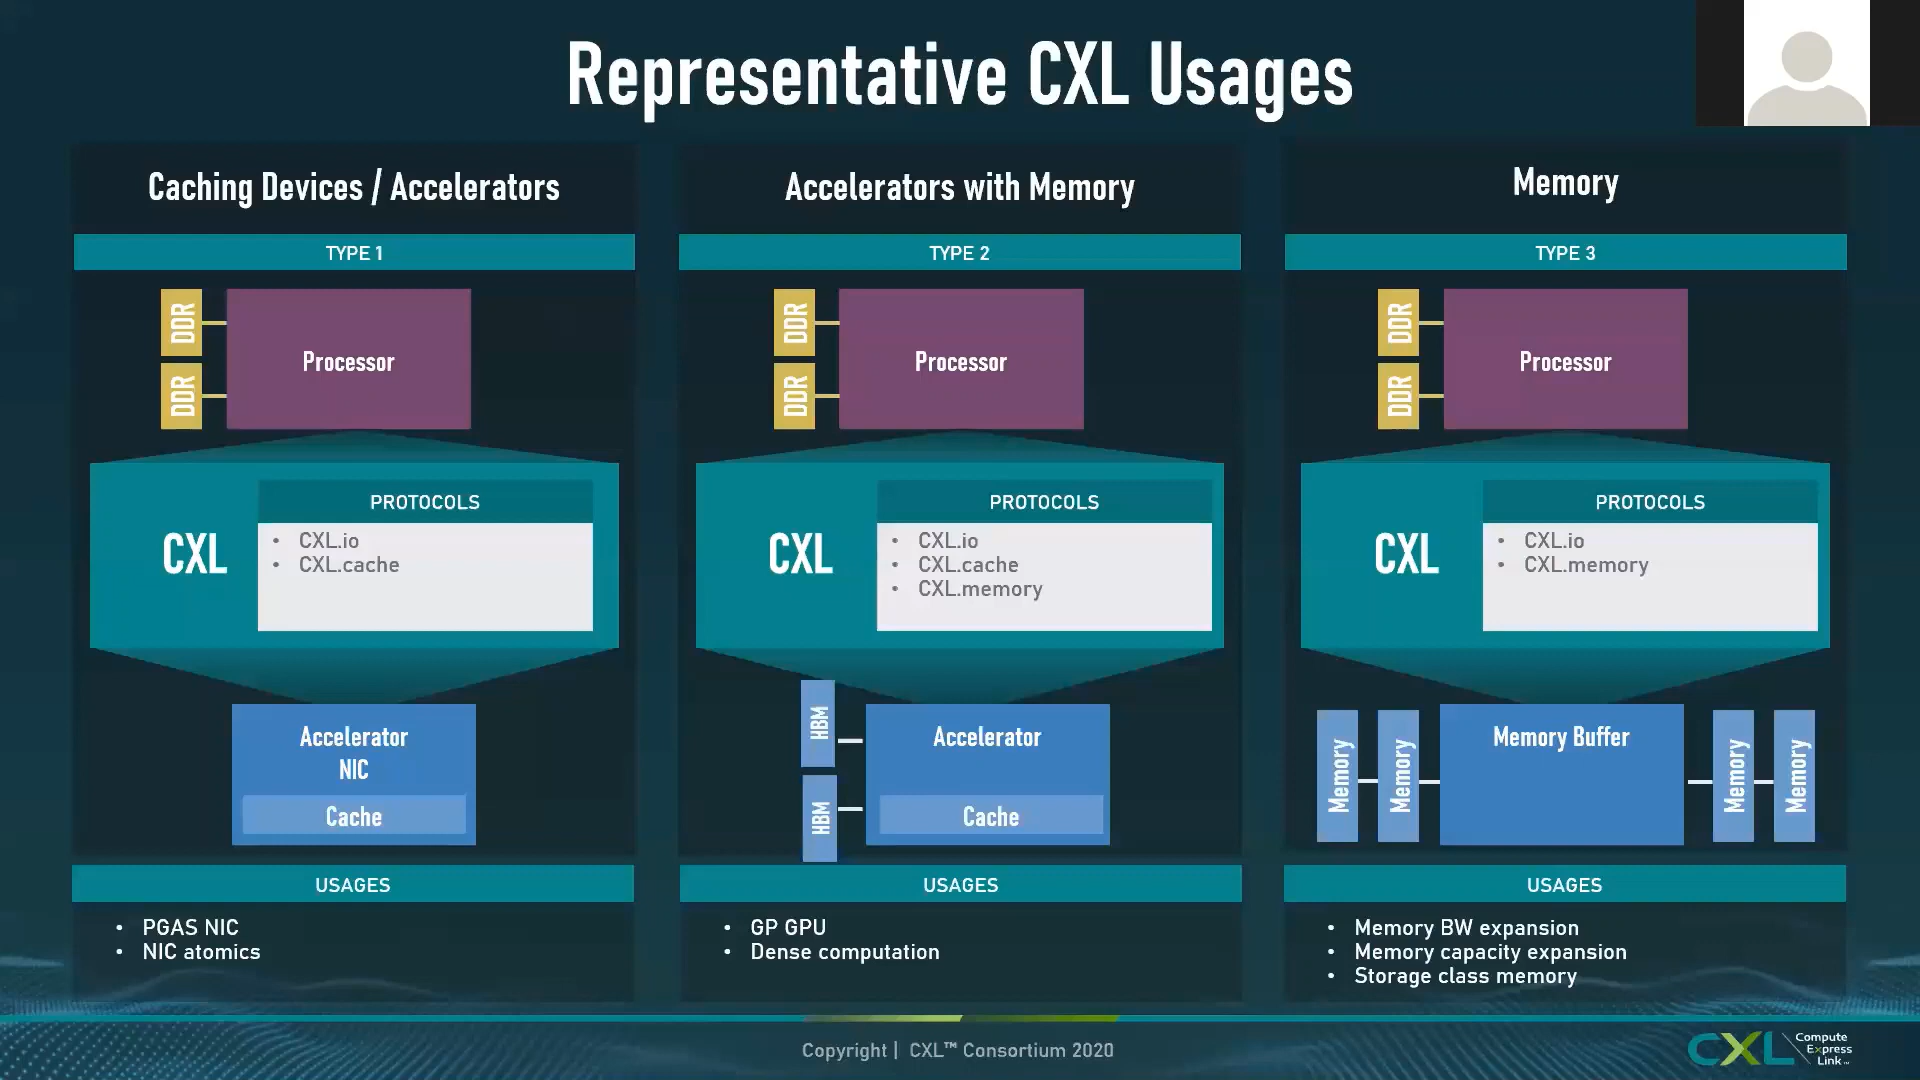 Representative CXL Usages
Caching Devices / Accelerators
TYPE 1
DDR
DDR
Processor
CXL
PROTOCOLS
• CXL.io
• CXL.cache
Accelerator
NIC
Cache
USAGES
• PGAS NIC
• NIC atomics
Accelerators with Memory
TYPE 2
DDR
DDR
Processor
CXL
PROTOCOLS
• CXL.io
• CXL.cache
• CXL.memory
HBM
HBM
Accelerator
Cache
USAGES
• GP GPU
• Dense computation
Memory
TYPE 3
DDR
DDR
Processor
CXL
PROTOCOLS
• CXL.io
• CXL.memory
Memory
Memory
Memory Buffer
Memory
Memory
USAGES
• Memory BW expansion
• Memory capacity expansion
• Storage class memory
Copyright | CXL™ Consortium 2020
CXL
Compute
Express
Link™